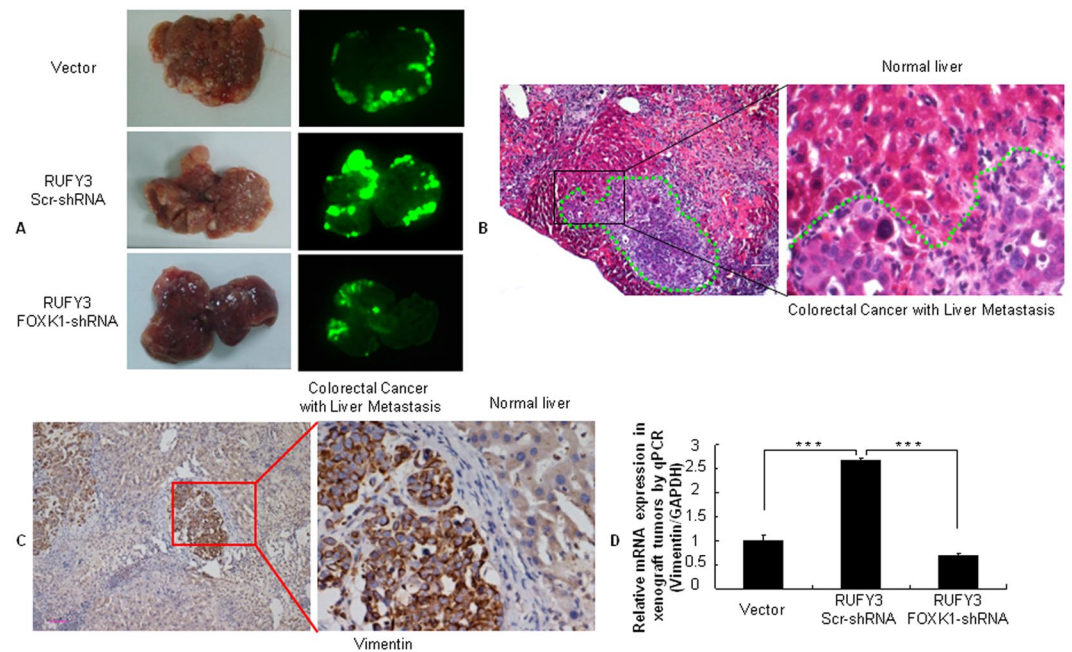 Vector
RUFY3
Scr-shRNA
A
RUFY3
FOXK1-shRNA
Normal liver
B
Colorectal Cancer with Liver Metastasis
Colorectal Cancer
with Liver Metastasis
Normal liver
C
Vimentin
D
Relative mRNA expression in
xenograft tumors by qPCR
(Vimentin/GAPDH)
3
2.5
2
1.5
1
0.5
0
***
***
Vector
RUFY3
Scr-shRNA
RUFY3
FOXK1-shRNA